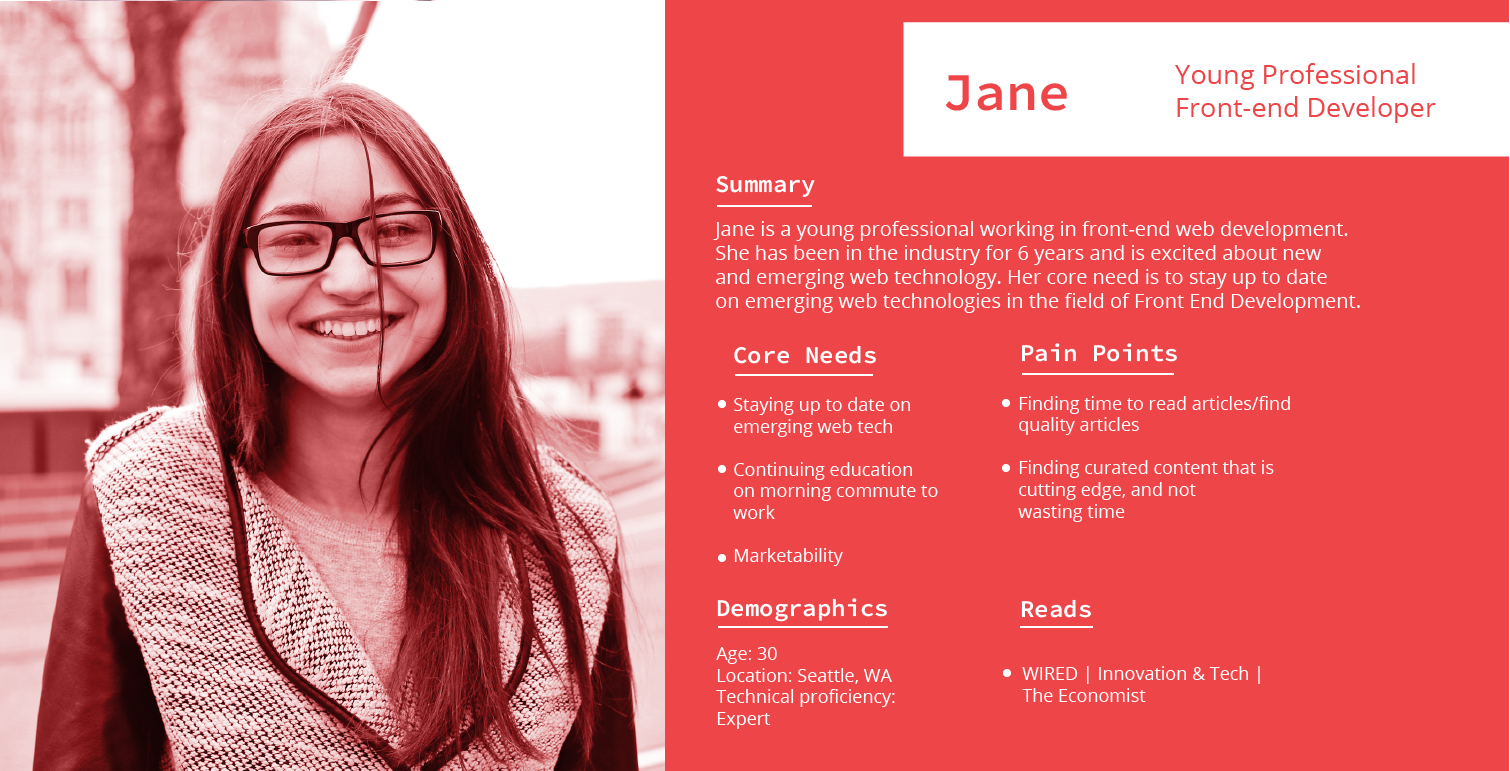 Jane
Young Professional
Front-end Developer
Summary
Jane is a young professional working in front-end web development.
She has been in the industry for 6 years and is excited about new
and emerging web technology. Her core need is to stay up to date
on emerging web technologies in the field of Front End Development.
Core Needs
• Staying up to date on
emerging web tech
• Continuing education
on morning commute to
work
• Marketability
Pain Points
• Finding time to read articles/find
quality articles
• Finding curated content that is
cutting edge, and not
wasting time
Demographics
Age: 30
Location: Seattle, WA
Technical proficiency:
Expert
Reads
• WIRED | Innovation & Tech |
The Economist